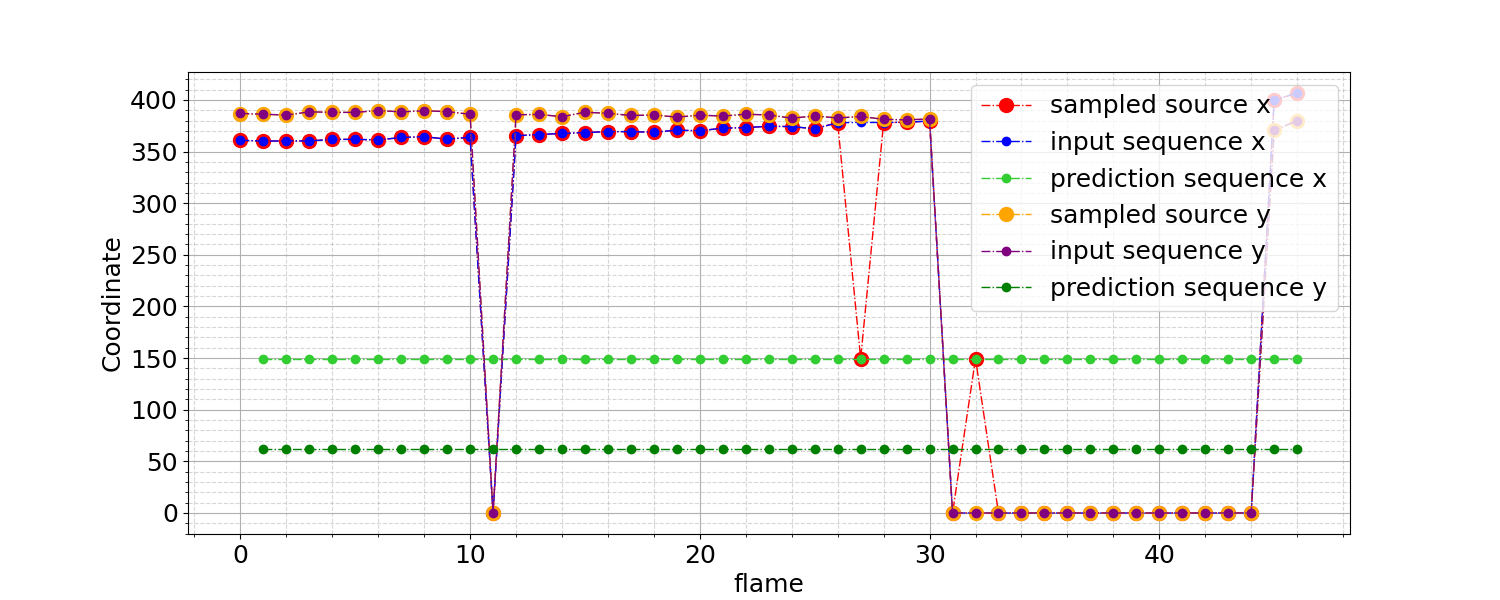 400
350
300
250
200
150
100
50
0
Coordinate
sampled source x
input sequence x
prediction sequence x
sampled source y
input sequence y
prediction sequence y
0 10 20 30 40
flame